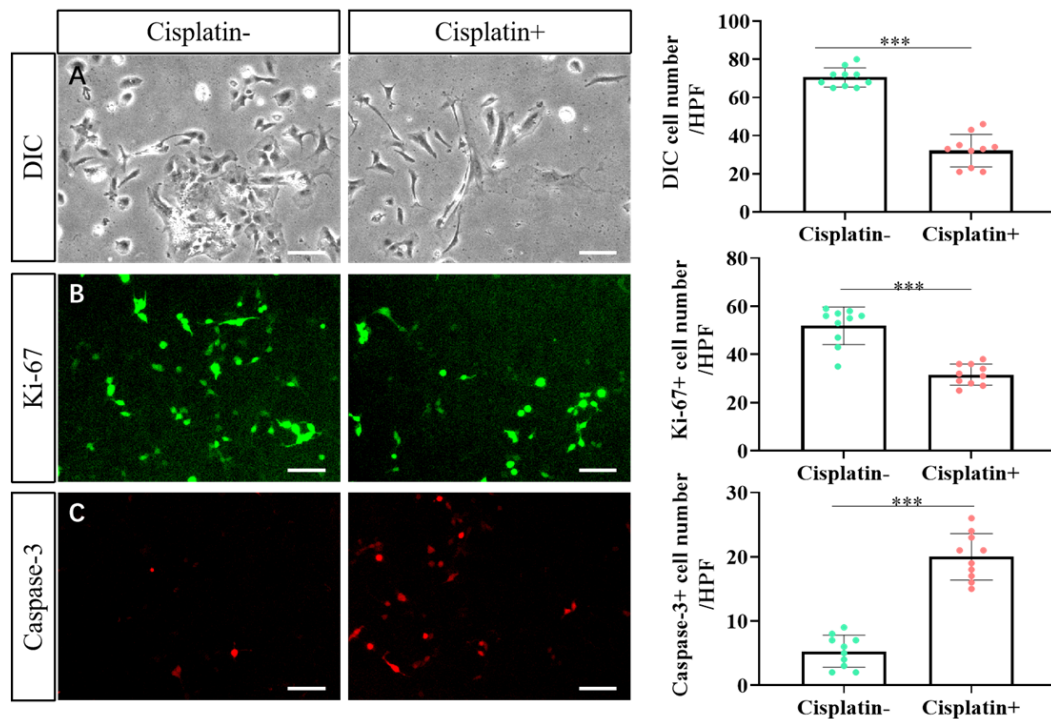 Cisplatin-
Cisplatin+
DIC
A
Ki-67
B
Caspase-3
C
DIC cell number
/HPF
100
80
60
40
20
0
***
Cisplatin-
Cisplatin+
Ki-67+ cell number
/HPF
80
60
40
20
0
***
Cisplatin-
Cisplatin+
Caspase-3+ cell number
/HPF
30
20
10
0
***
Cisplatin-
Cisplatin+